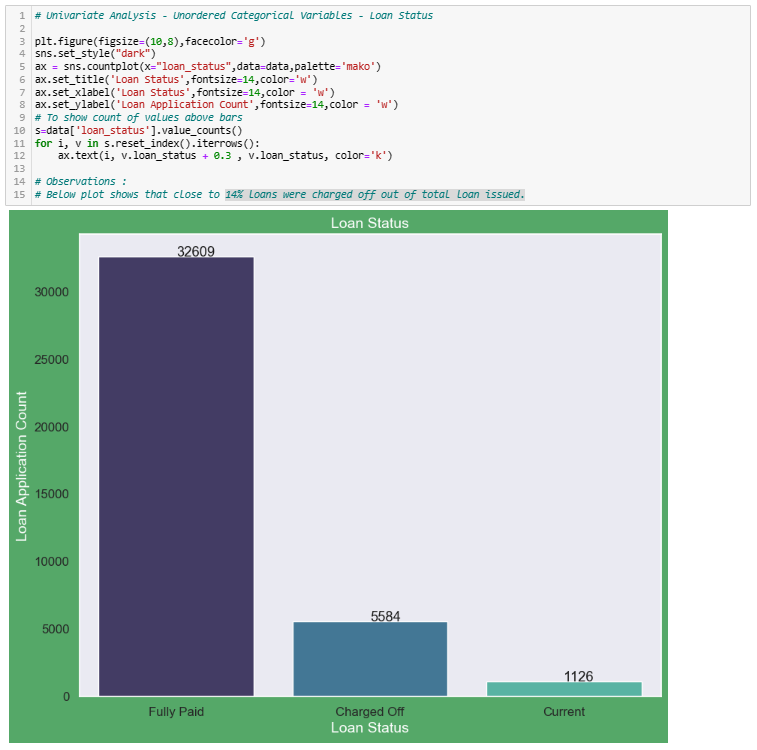 1 # Univariate Analysis - Unordered Categorical Variables - Loan Status
2
3 plt.figure(figsize=(10,8),facecolor='g')
4 sns.set_style("dark")
5 ax = sns.countplot(x="loan_status",data=data,palette='mako')
6 ax.set_title('Loan Status',fontsize=14,color='w')
7 ax.set_xlabel('Loan Status',fontsize=14,color = 'w')
8 ax.set_ylabel('Loan Application Count',fontsize=14,color = 'w')
9 # To show count of values above bars
10 s=data['loan_status'].value_counts()
11 for i, v in s.reset_index().iterrows():
12     ax.text(i, v.loan_status + 0.3 , v.loan_status, color='k')
13
14 # Observations :
15 # Below plot shows that close to 14% loans were charged off out of total loan issued.
Loan Status
32609
30000
25000
20000
15000
10000
5000
0
Loan Application Count
5584
1126
Fully Paid Charged Off Current
Loan Status